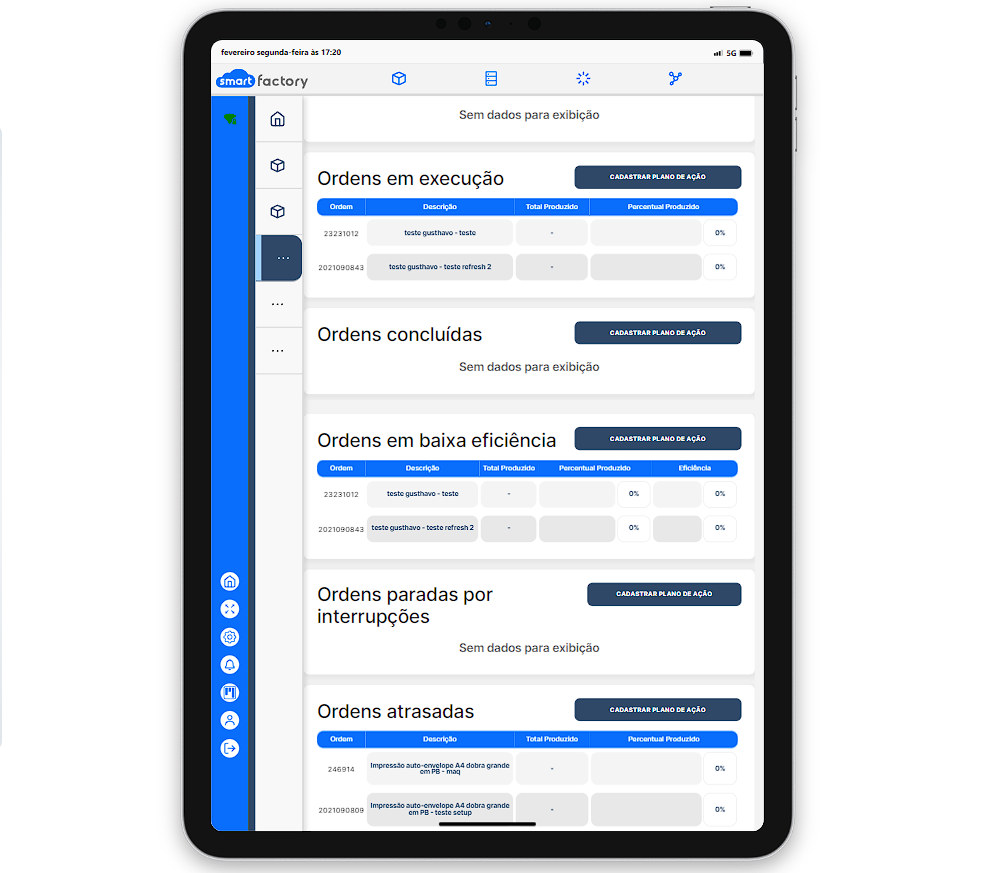 fevereiro segunda-feira às 17:20
5G
smart factory
Sem dados para exibição
Ordens em execução
CADASTRAR PLANO DE AÇÃO
Ordem Descrição Total Produzido Percentual Produzido
23231012 teste gusthavo - teste - 0%
2021090843 teste gusthavo - teste refresh 2 - 0%
Ordens concluídas
CADASTRAR PLANO DE AÇÃO
Sem dados para exibição
Ordens em baixa eficiência
CADASTRAR PLANO DE AÇÃO
Ordem Descrição Total Produzido Percentual Produzido Eficiência
23231012 teste gusthavo - teste - 0% 0%
2021090843 teste gusthavo - teste refresh 2 - 0% 0%
Ordens paradas por
interrupções
CADASTRAR PLANO DE AÇÃO
Sem dados para exibição
Ordens atrasadas
CADASTRAR PLANO DE AÇÃO
Ordem Descrição Total Produzido Percentual Produzido
246914 Impressão auto-envelope A4 dobra grande
em PB - maq - 0%
2021090809 Impressão auto-envelope A4 dobra grande
em PB - teste setup - 0%